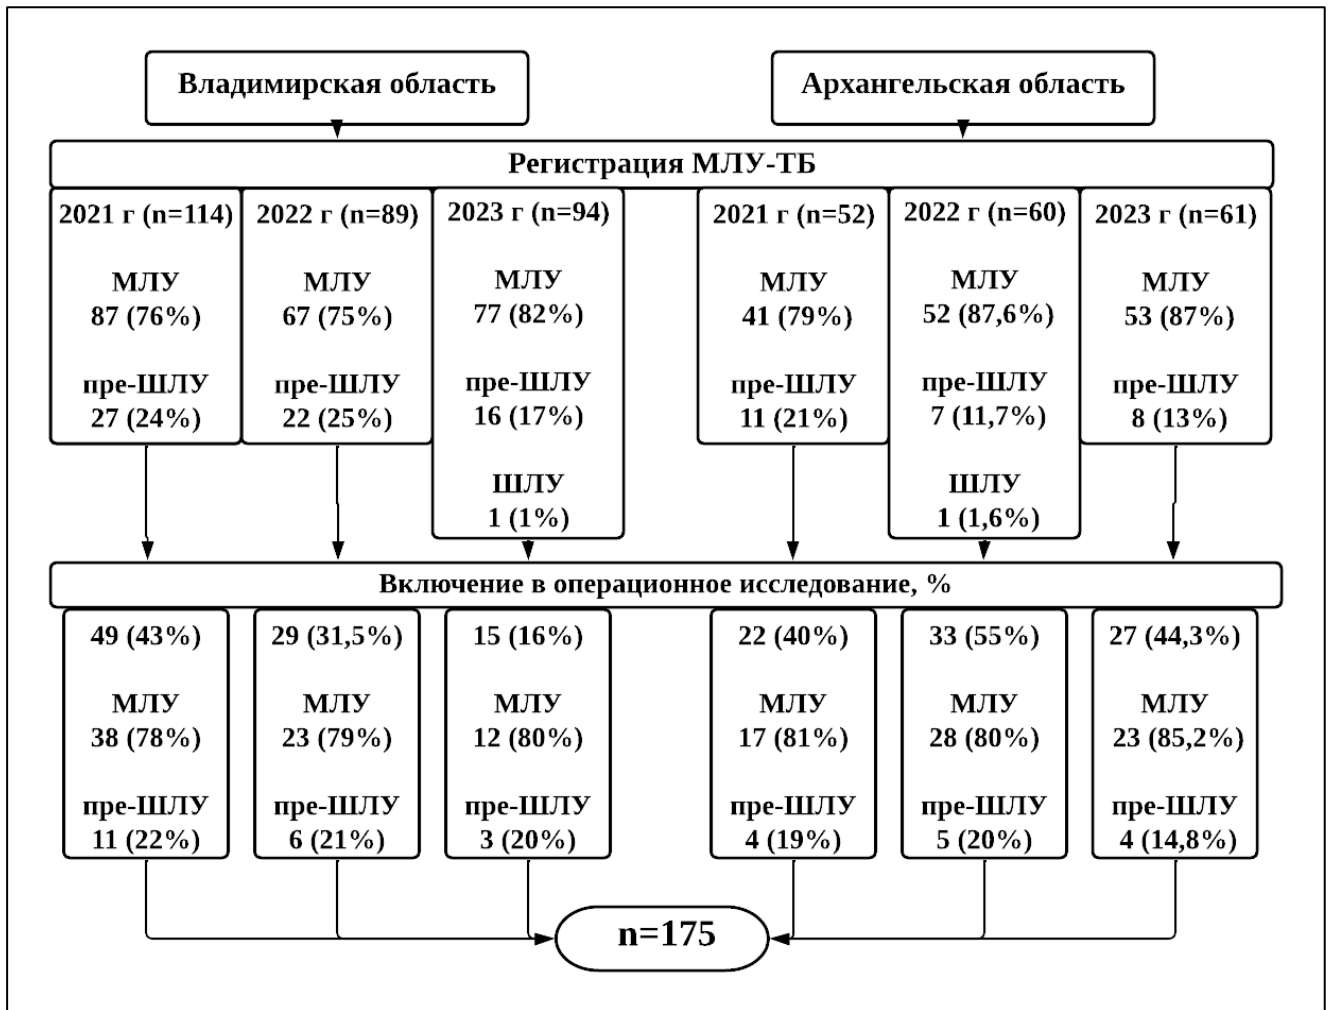 Владимирская область
Архангельская область
Регистрация МЛУ-ТБ
2021 г (n=114)
МЛУ
87 (76%)
пре-ШЛУ
27 (24%)
2022 г (n=89)
МЛУ
67 (75%)
пре-ШЛУ
22 (25%)
2023 г (n=94)
МЛУ
77 (82%)
пре-ШЛУ
16 (17%)
ШЛУ
1 (1%)
2021 г (n=52)
МЛУ
41 (79%)
пре-ШЛУ
11 (21%)
2022 г (n=60)
МЛУ
52 (87,6%)
пре-ШЛУ
7 (11,7%)
ШЛУ
1 (1,6%)
2023 г (n=61)
МЛУ
53 (87%)
пре-ШЛУ
8 (13%)
Включение в операционное исследование, %
49 (43%)
МЛУ
38 (78%)
пре-ШЛУ
11 (22%)
29 (31,5%)
МЛУ
23 (79%)
пре-ШЛУ
6 (21%)
15 (16%)
МЛУ
12 (80%)
пре-ШЛУ
3 (20%)
22 (40%)
МЛУ
17 (81%)
пре-ШЛУ
4 (19%)
33 (55%)
МЛУ
28 (80%)
пре-ШЛУ
5 (20%)
27 (44,3%)
МЛУ
23 (85,2%)
пре-ШЛУ
4 (14,8%)
n=175